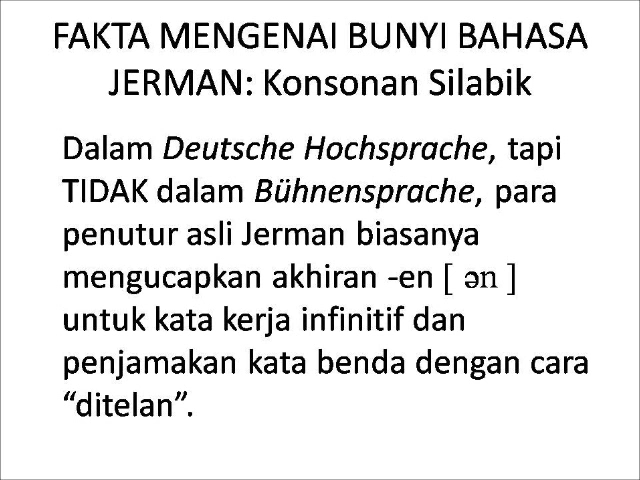 FAKTA MENGENAI BUNYI BAHASA
JERMAN: Konsonan Silabik
Dalam Deutsche Hochsprache, tapi
TIDAK dalam Bühnensprache, para
penutur asli Jerman biasanya
mengucapkan akhiran -en [ ən ]
untuk kata kerja infinitif dan
penjamakan kata benda dengan cara
“ditelan”.